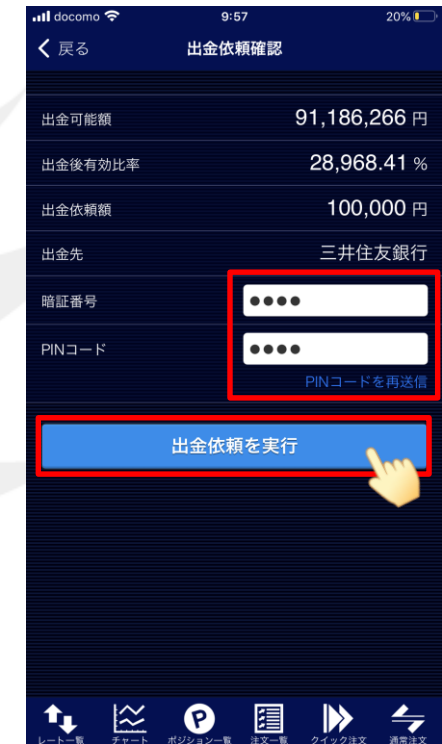 docomo 9:57 20%
戻る 出金依頼確認
出金可能額 91,186,266 円
出金後有効比率 28,968.41 %
出金依頼額 100,000 円
出金先 三井住友銀行
暗証番号 ●●●●
PINコード ●●●●
PINコードを再送信
出金依頼を実行
P
レート一覧 チャート ポジション一覧 注文一覧 クイック注文 通常注文